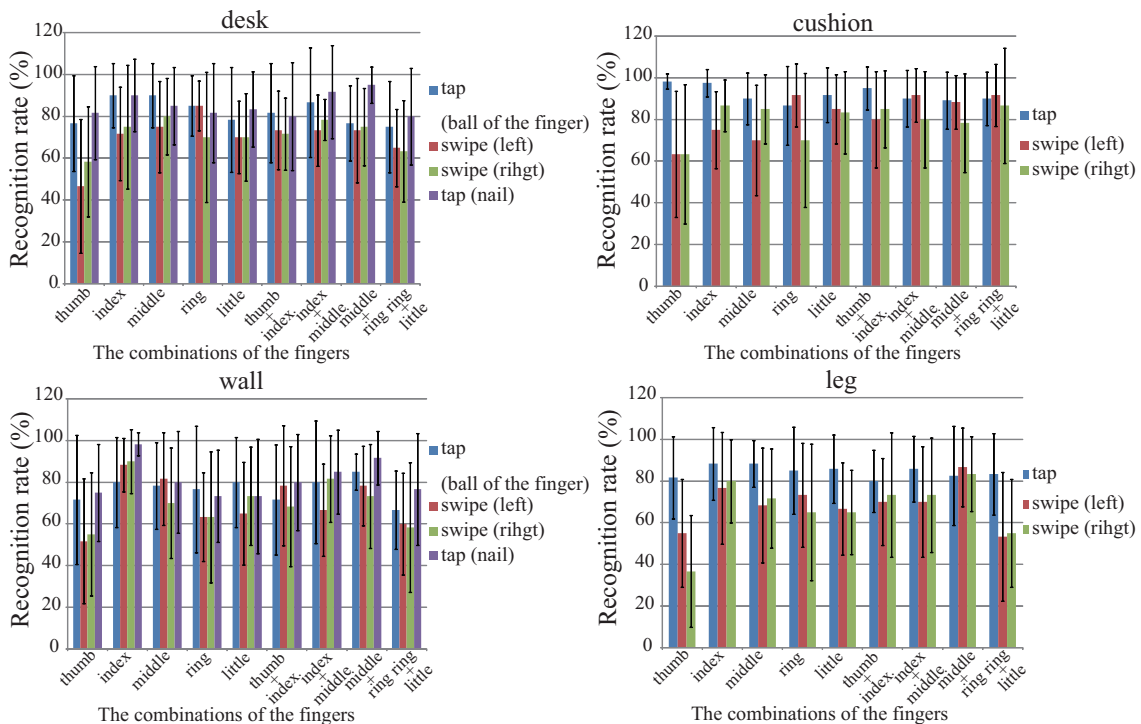 desk
Recognition rate (%)
120
100
80
60
40
20
0
thumb
index
middle
ring
little
thumb + index
index + middle
middle + ring
ring + little
The combinations of the fingers
tap
(ball of the finger)
swipe (left)
swipe (rihgt)
tap (nail)
cushion
Recognition rate (%)
120
100
80
60
40
20
0
thumb
index
middle
ring
little
thumb + index
index + middle
middle + ring
ring + little
The combinations of the fingers
tap
swipe (left)
swipe (rihgt)
wall
Recognition rate (%)
120
100
80
60
40
20
0
thumb
index
middle
ring
little
thumb + index
index + middle
middle + ring
ring + little
The combinations of the fingers
tap
(ball of the finger)
swipe (left)
swipe (rihgt)
tap (nail)
leg
Recognition rate (%)
120
100
80
60
40
20
0
thumb
index
middle
ring
little
thumb + index
index + middle
middle + ring
ring + little
The combinations of the fingers
tap
swipe (left)
swipe (rihgt)